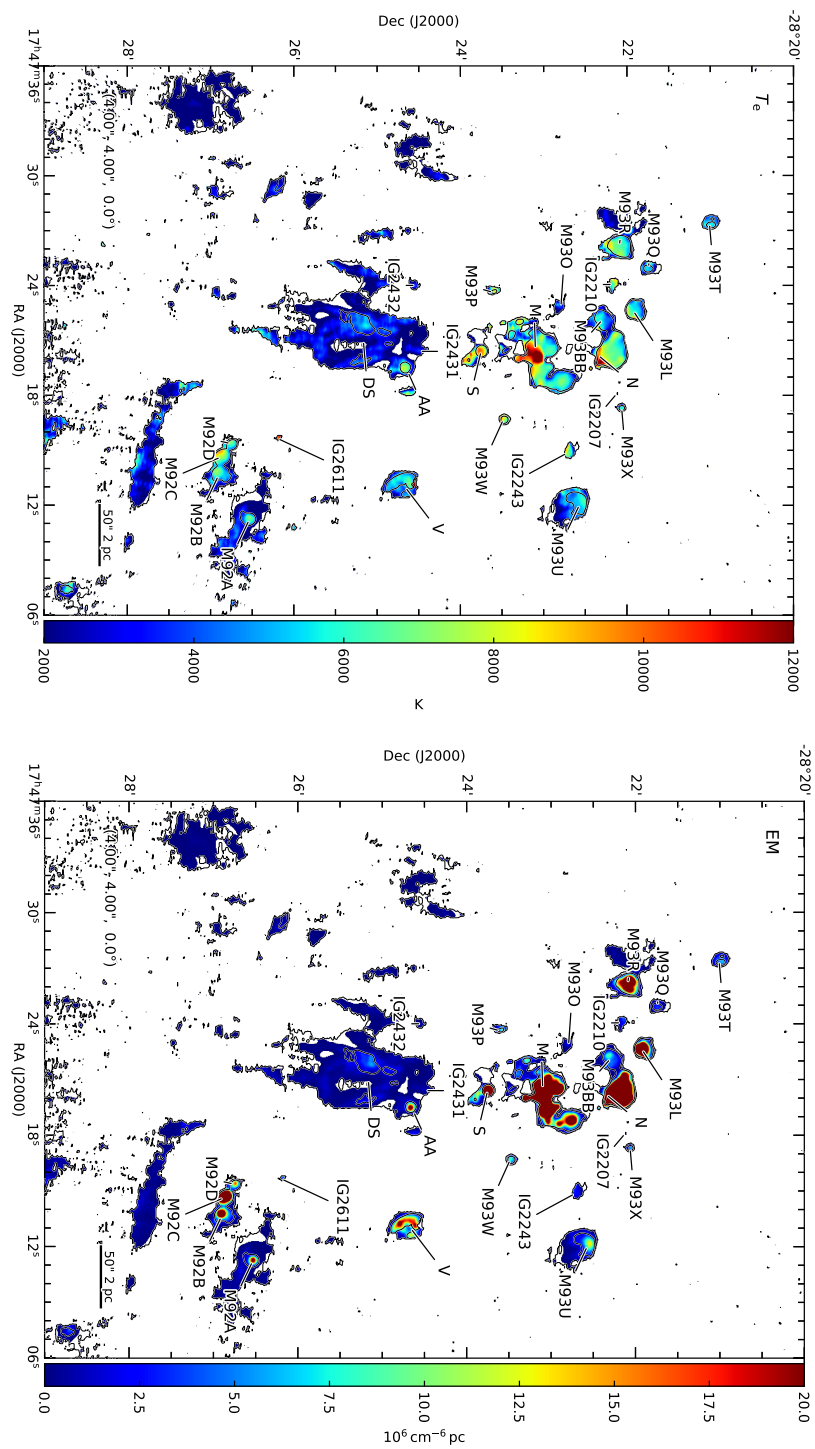 Dec (J2000)
-28°20'
22'
24'
26'
28'
17ʰ47ᵐ36ˢ
30ˢ
24ˢ
18ˢ
12ˢ
06ˢ
RA (J2000)
Tₑ
(4.00", 4.00", 0.0°)
50" 2 pc
M93T
M93Q
M93R
M93O
IG2210
M93P
IG2432
M93L
M
M93BB
N
IG2431
S
DS
AA
IG2207
M93X
M93W
IG2243
IG2611
M92D
M92C
M92B
M92A
V
M93U
2000
4000
6000
8000
10000
12000
K
Dec (J2000)
-28°20'
22'
24'
26'
28'
17ʰ47ᵐ36ˢ
30ˢ
24ˢ
18ˢ
12ˢ
06ˢ
RA (J2000)
EM
(4.00", 4.00", 0.0°)
50" 2 pc
M93T
M93Q
M93R
M93O
IG2210
M93P
IG2432
M93L
M
M93BB
N
IG2431
S
DS
AA
IG2207
M93X
M93W
IG2243
IG2611
M92D
M92C
M92B
M92A
V
M93U
0.0
2.5
5.0
7.5
10.0
12.5
15.0
17.5
20.0
10⁶ cm⁻⁶ pc